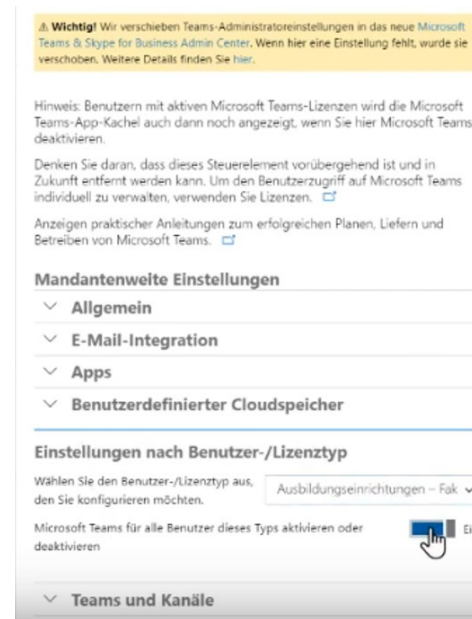 ⚠ Wichtig! Wir verschieben Teams-Administratoreinstellungen in das neue Microsoft
Teams & Skype for Business Admin Center. Wenn hier eine Einstellung fehlt, wurde sie
verschoben. Weitere Details finden Sie hier.
Hinweis: Benutzern mit aktiven Microsoft Teams-Lizenzen wird die Microsoft
Teams-App-Kachel auch dann noch angezeigt, wenn Sie hier Microsoft Teams
deaktivieren.
Denken Sie daran, dass dieses Steuerelement vorübergehend ist und in
Zukunft entfernt werden kann. Um den Benutzerzugriff auf Microsoft Teams
individuell zu verwalten, verwenden Sie Lizenzen.
Anzeigen praktischer Anleitungen zum erfolgreichen Planen, Liefern und
Betreiben von Microsoft Teams.
Mandantenweite Einstellungen
Allgemein
E-Mail-Integration
Apps
Benutzerdefinierter Cloudspeicher
Einstellungen nach Benutzer-/Lizenztyp
Wählen Sie den Benutzer-/Lizenztyp aus,
den Sie konfigurieren möchten.
Ausbildungseinrichtungen – Fak
Microsoft Teams für alle Benutzer dieses Typs aktivieren oder
deaktivieren
Ei
Teams und Kanäle